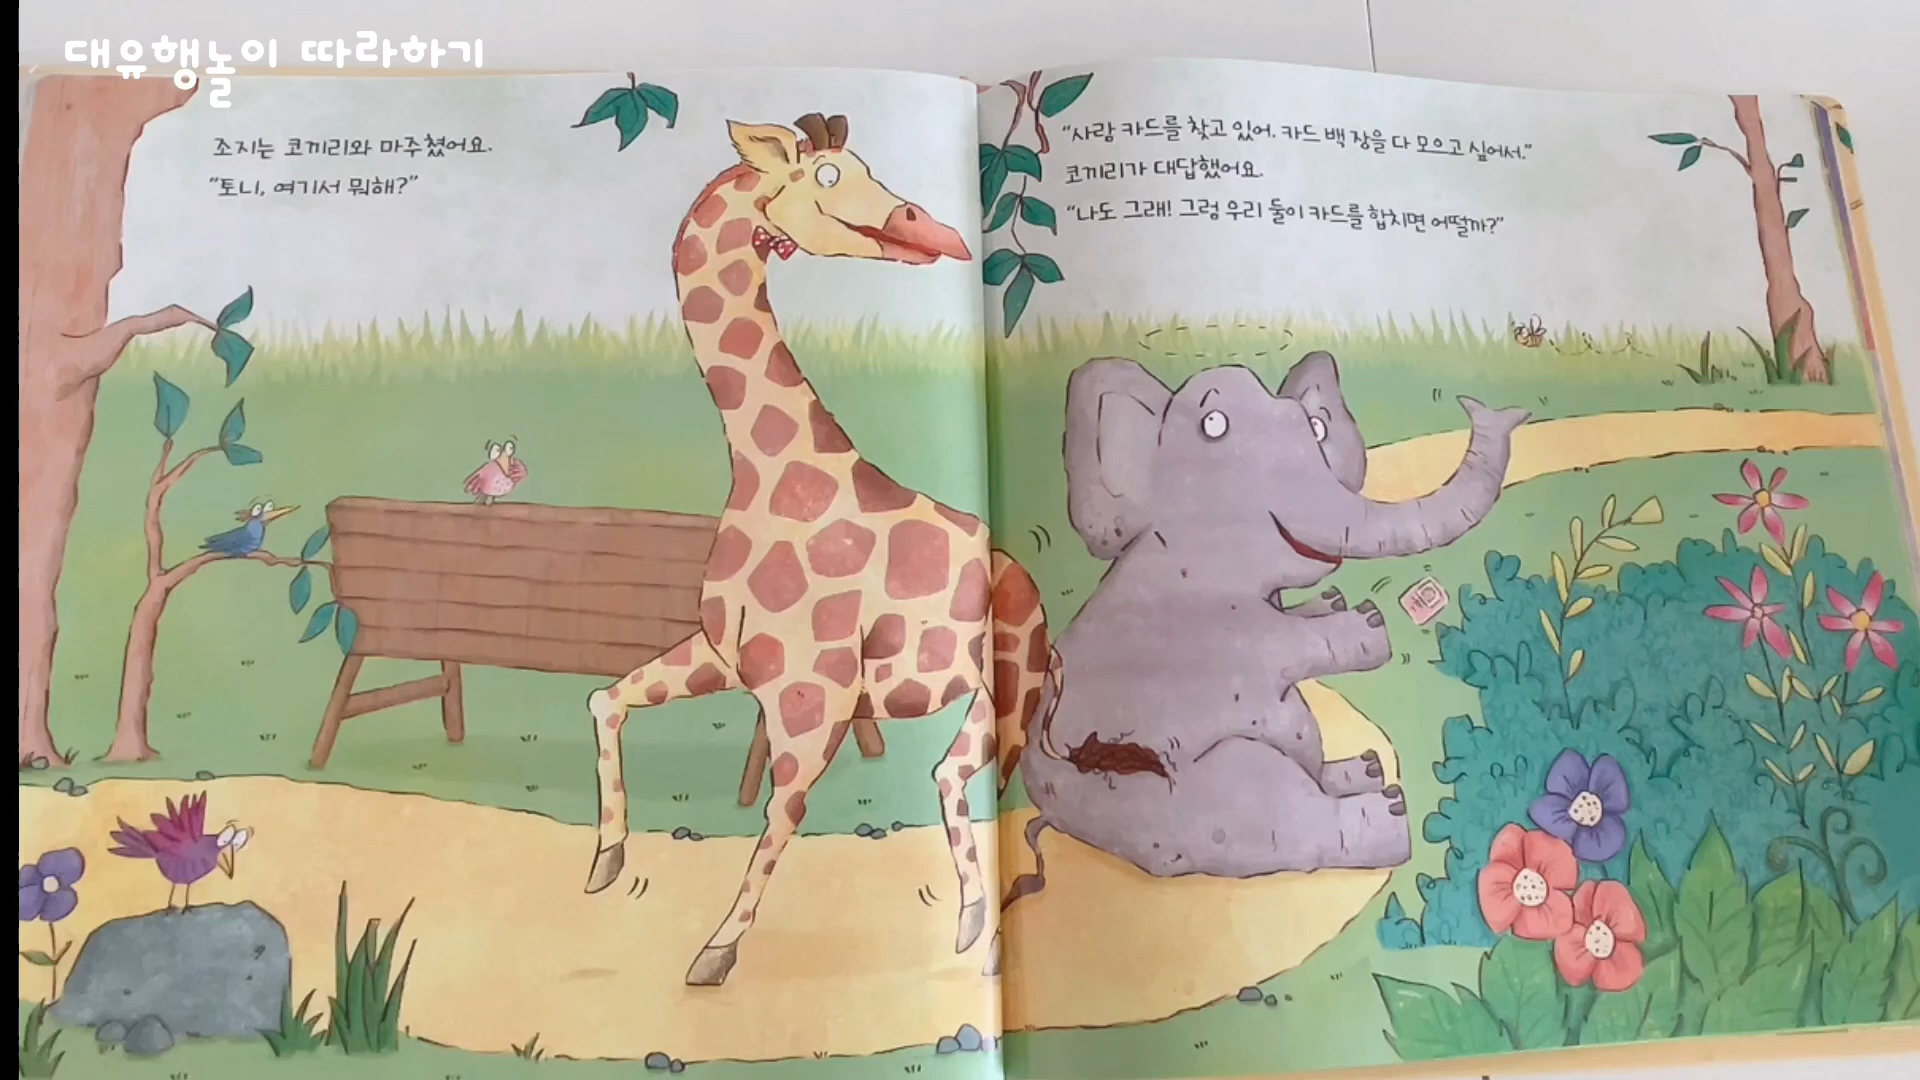 대유행놀이 따라하기
조지는 코끼리와 마주쳤어요.
“토니, 여기서 뭐해?”
“사람 카드를 찾고 있어. 카드 백 장을 다 모으고 싶어서.”
코끼리가 대답했어요.
“나도 그래! 그럼 우리 둘이 카드를 합치면 어떨까?”